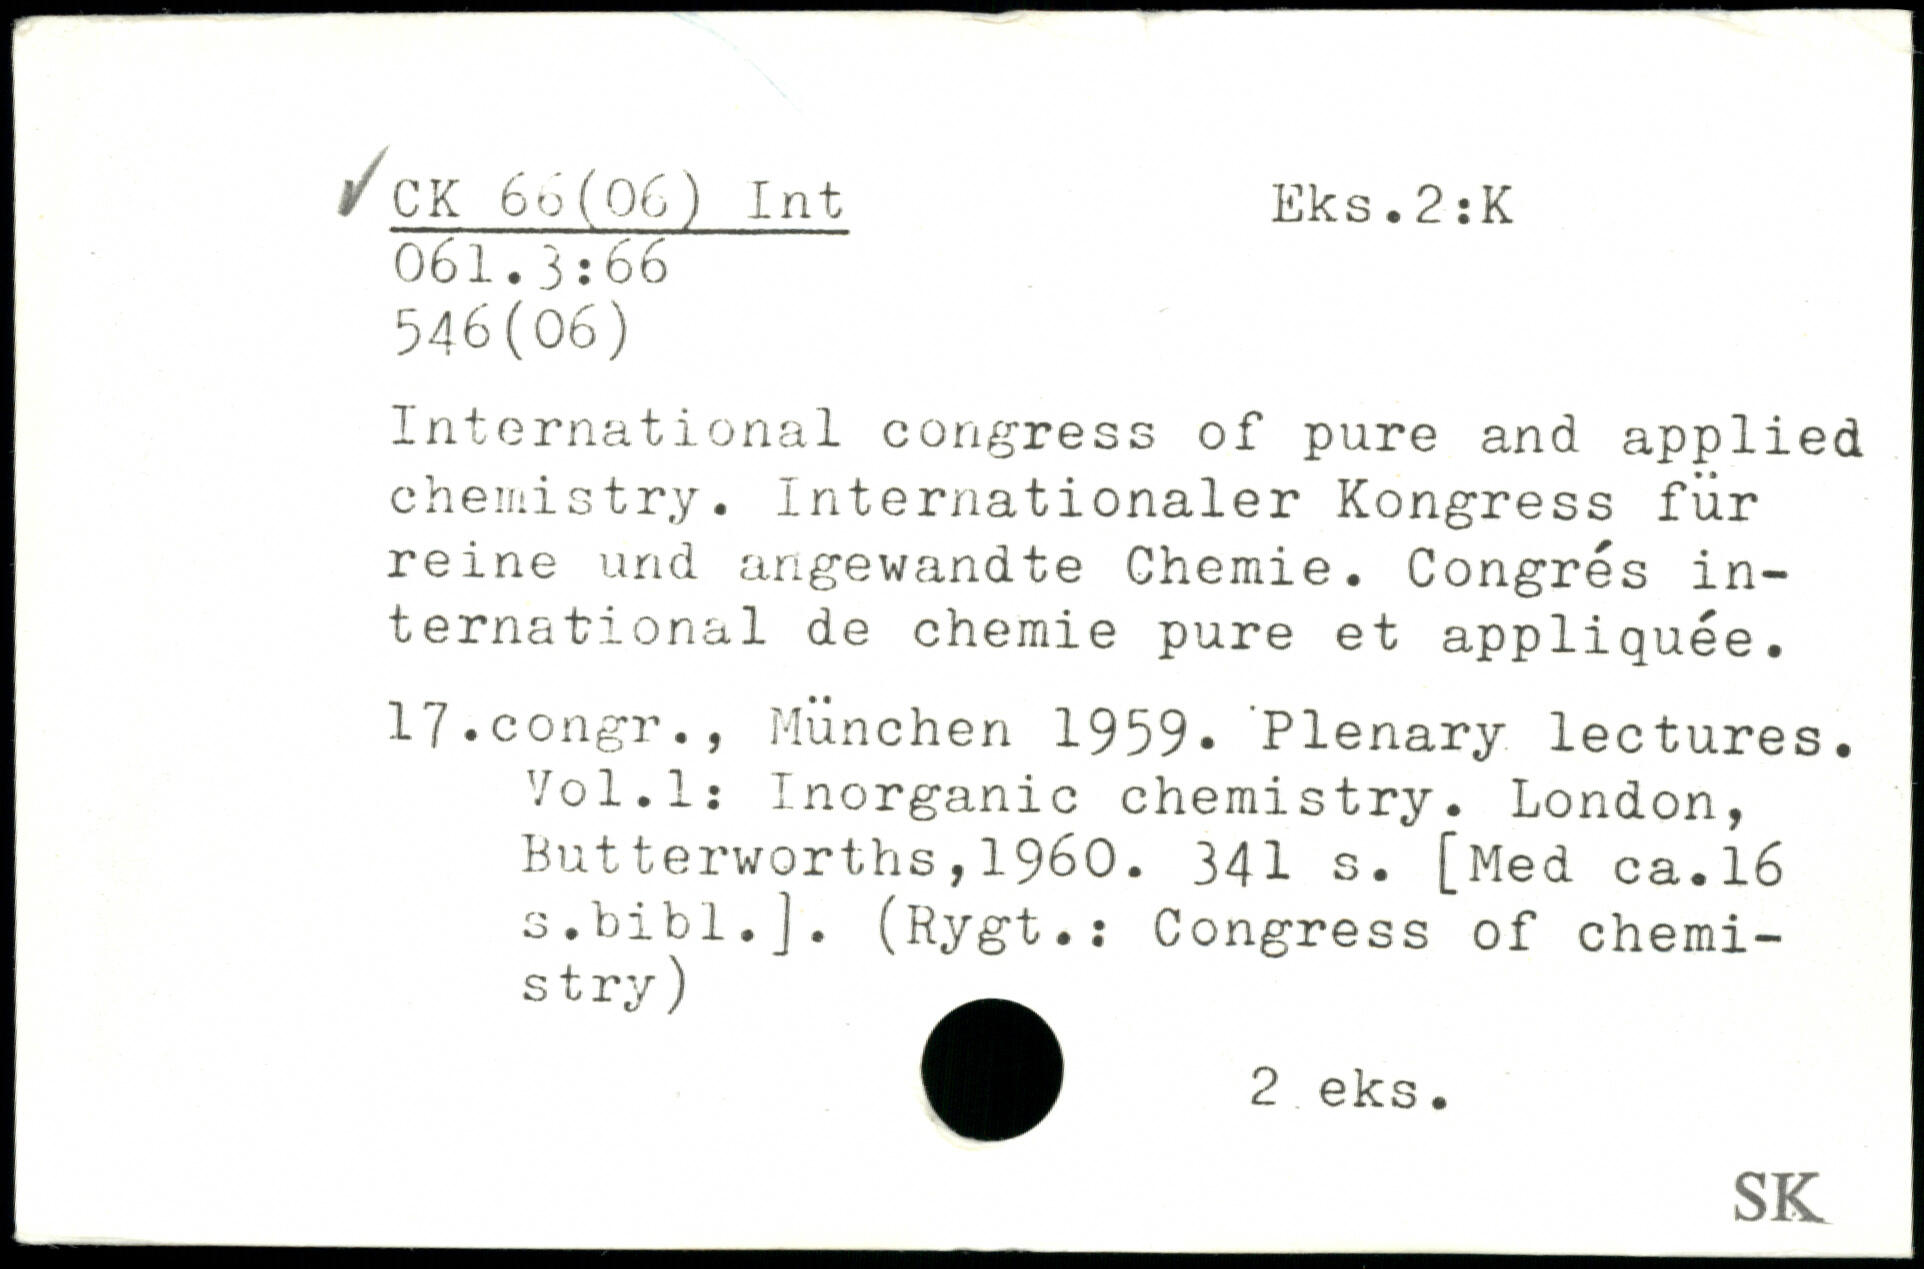 ✓ CK 66(06) Int Eks.2:K
061.3:66
546(06)
International congress of pure and applied
chemistry. Internationaler Kongress für
reine und angewandte Chemie. Congrés in-
ternational de chemie pure et appliquée.
17.congr., München 1959. Plenary lectures.
Vol.1: Inorganic chemistry. London,
Butterworths,1960. 341 s. [Med ca.16
s.bibl.]. (Rygt.: Congress of chemi-
stry)
2 eks.
SK